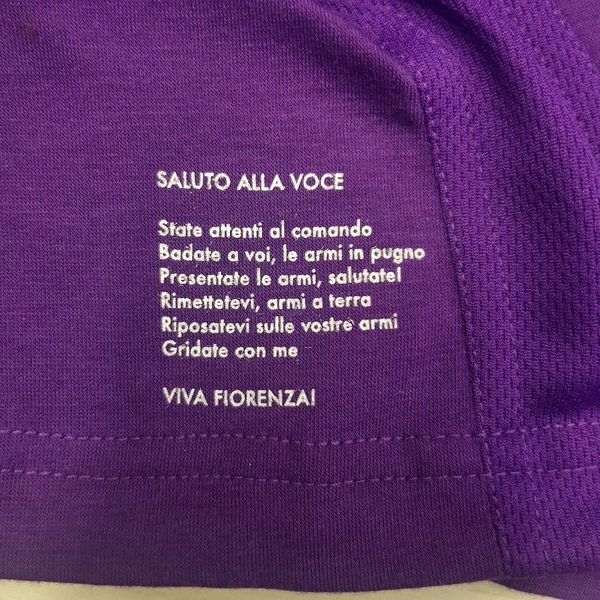 SALUTO ALLA VOCE
State attenti al comando
Badate a voi, le armi in pugno
Presentate le armi, salutate!
Rimettetevi, armi a terra
Riposatevi sulle vostre armi
Gridate con me
VIVA FIORENZA!